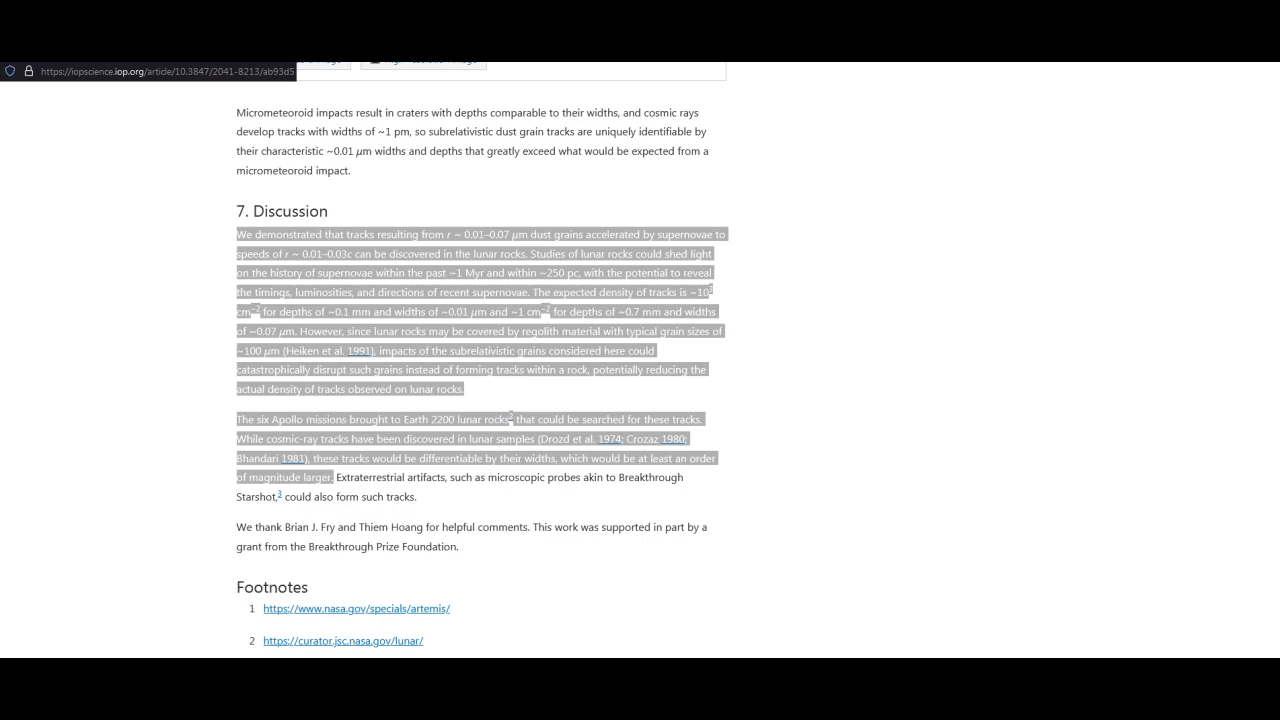 https://iopscience.iop.org/article/10.3847/2041-8213/ab93d5
Micrometeoroid impacts result in craters with depths comparable to their widths, and cosmic rays
develop tracks with widths of ~1 pm, so subrelativistic dust grain tracks are uniquely identifiable by
their characteristic ~0.01 μm widths and depths that greatly exceed what would be expected from a
micrometeoroid impact.
7. Discussion
We demonstrated that tracks resulting from r ~ 0.01–0.07 μm dust grains accelerated by supernovae to
speeds of r ~ 0.01–0.03c can be discovered in the lunar rocks. Studies of lunar rocks could shed light
on the history of supernovae within the past ~1 Myr and within ~250 pc, with the potential to reveal
the timings, luminosities, and directions of recent supernovae. The expected density of tracks is ~10
cm−2 for depths of ~0.1 mm and widths of ~0.01 μm and ~1 cm−2 for depths of ~0.7 mm and widths
of ~0.07 μm. However, since lunar rocks may be covered by regolith material with typical grain sizes of
~100 μm (Heiken et al. 1991), impacts of the subrelativistic grains considered here could
catastrophically disrupt such grains instead of forming tracks within a rock, potentially reducing the
actual density of tracks observed on lunar rocks.
The six Apollo missions brought to Earth 2200 lunar rocks2 that could be searched for these tracks.
While cosmic-ray tracks have been discovered in lunar samples (Drozd et al. 1974; Crozaz 1980;
Bhandari 1981), these tracks would be differentiable by their widths, which would be at least an order
of magnitude larger. Extraterrestrial artifacts, such as microscopic probes akin to Breakthrough
Starshot,3 could also form such tracks.
We thank Brian J. Fry and Thiem Hoang for helpful comments. This work was supported in part by a
grant from the Breakthrough Prize Foundation.
Footnotes
1 https://www.nasa.gov/specials/artemis/
2 https://curator.jsc.nasa.gov/lunar/